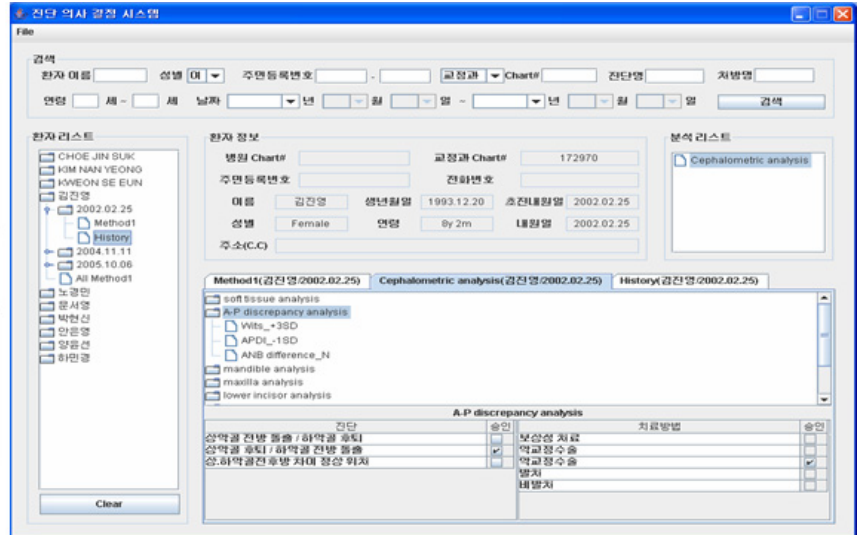 진단 의사 결정 시스템
File
검색
환자 이름 성별 여 주민등록번호 - 교정과 Chart# 진단명 처방명
연령 세 ~ 세 날짜 년 월 일 ~ 년 월 일 검색
환자 리스트
CHOE JIN SUK
KIM NAN YEONG
KWEON SE EUN
김진영
2002.02.25
Method1
History
2004.11.11
2005.10.06
All Method1
노경민
문서영
박현신
안은영
양윤선
하민경
Clear
환자 정보
병원 Chart# 교정과 Chart# 172970
주민등록번호 전화번호
이름 김진영 생년월일 1993.12.20 초진내원일 2002.02.25
성별 Female 연령 8y 2m 내원일 2002.02.25
주소(C.C)
분석 리스트
Cephalometric analysis
Method1(김진영/2002.02.25) Cephalometric analysis(김진영/2002.02.25) History(김진영/2002.02.25)
soft tissue analysis
A-P discrepancy analysis
Wits_+3SD
APDI_-1SD
ANB difference_N
mandible analysis
maxilla analysis
lower incisor analysis
A-P discrepancy analysis
진단 승인 치료방법 승인
상악골 전방 돌출 / 하악골 후퇴 보상성 치료
상악골 후퇴 / 하악골 전방 돌출 악교정수술
상.하악골전후방 차이 정상 위치 악교정수술
발치
비발치